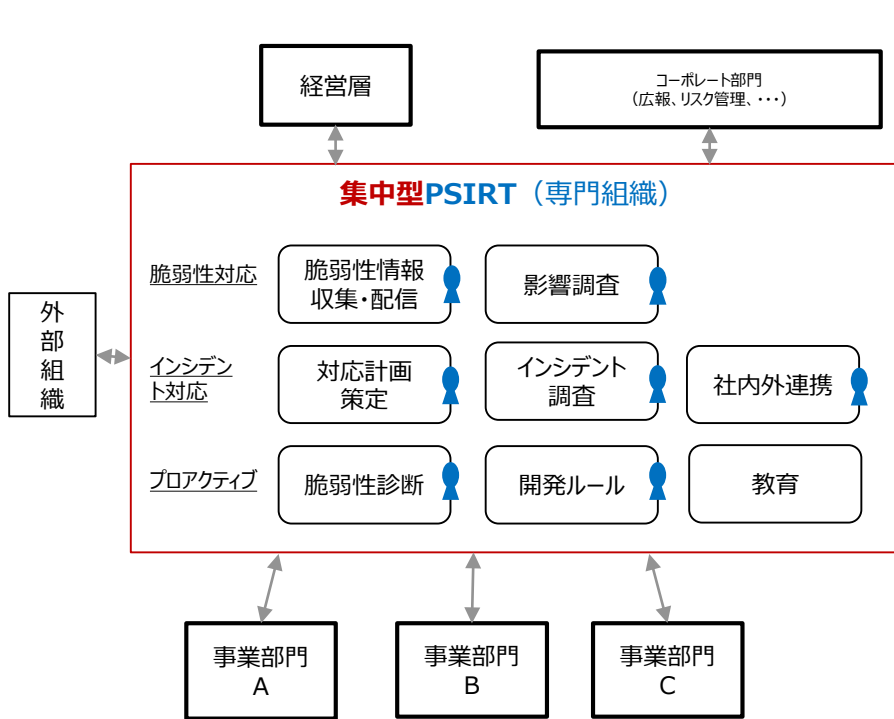 経営層
コーポレート部門
（広報、リスク管理、・・・）
集中型PSIRT（専門組織）
脆弱性対応
脆弱性情報
収集・配信
影響調査
外
部
組
織
インシデン
ト対応
対応計画
策定
インシデント
調査
社内外連携
プロアクティブ
脆弱性診断
開発ルール
教育
事業部門
A
事業部門
B
事業部門
C